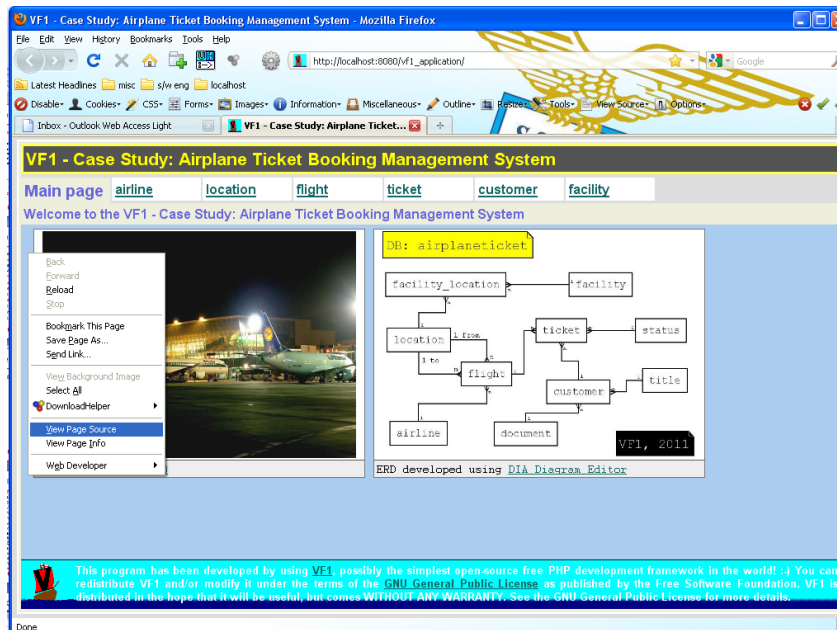 VF1 - Case Study: Airplane Ticket Booking Management System - Mozilla Firefox
File Edit View History Bookmarks Tools Help
http://localhost:8080/vf1_application/
Google
Latest Headlines misc s/w eng localhost
Disable Cookies CSS Forms Images Information Miscellaneous Outline Resize Tools View Source Options
Inbox - Outlook Web Access Light
VF1 - Case Study: Airplane Ticket...
VF1 - Case Study: Airplane Ticket Booking Management System
Main page airline location flight ticket customer facility
Welcome to the VF1 - Case Study: Airplane Ticket Booking Management System
Back
Forward
Reload
Stop
Bookmark This Page
Save Page As...
Send Link...
View Background Image
Select All
DownloadHelper
View Page Source
View Page Info
Web Developer
DB: airplaneticket
facility_location
facility
location
1 from
1 to
ticket
status
flight
customer
title
airline
document
VF1, 2011
ERD developed using DIA Diagram Editor
This program has been developed by using VF1, possibly the simplest open-source free PHP development framework in the world! :-) You can
redistribute VF1 and/or modify it under the terms of the GNU General Public License as published by the Free Software Foundation. VF1 is
distributed in the hope that it will be useful, but comes WITHOUT ANY WARRANTY. See the GNU General Public License for more details.
Done